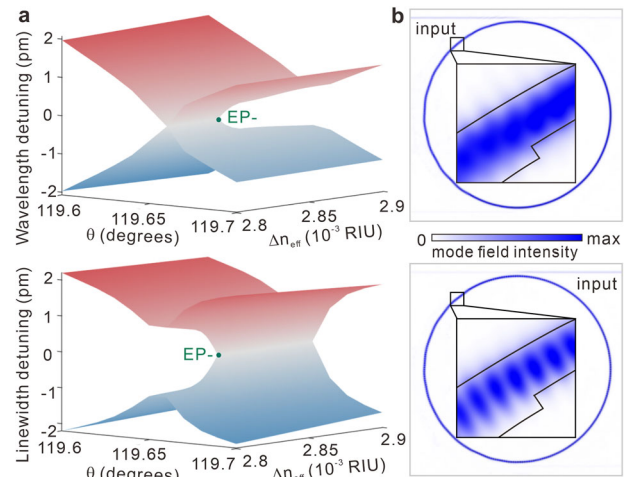 a
Wavelength detuning (pm)
2
1
0
-1
-2
EP-
119.6
119.65
119.7
θ (degrees)
2.8
2.85
2.9
Δn_eff (10⁻³ RIU)
Linewidth detuning (pm)
2
1
0
-1
-2
EP-
119.6
119.65
119.7
θ (degrees)
2.8
2.85
2.9
Δn_eff (10⁻³ RIU)
b
input
0 max
mode field intensity
input